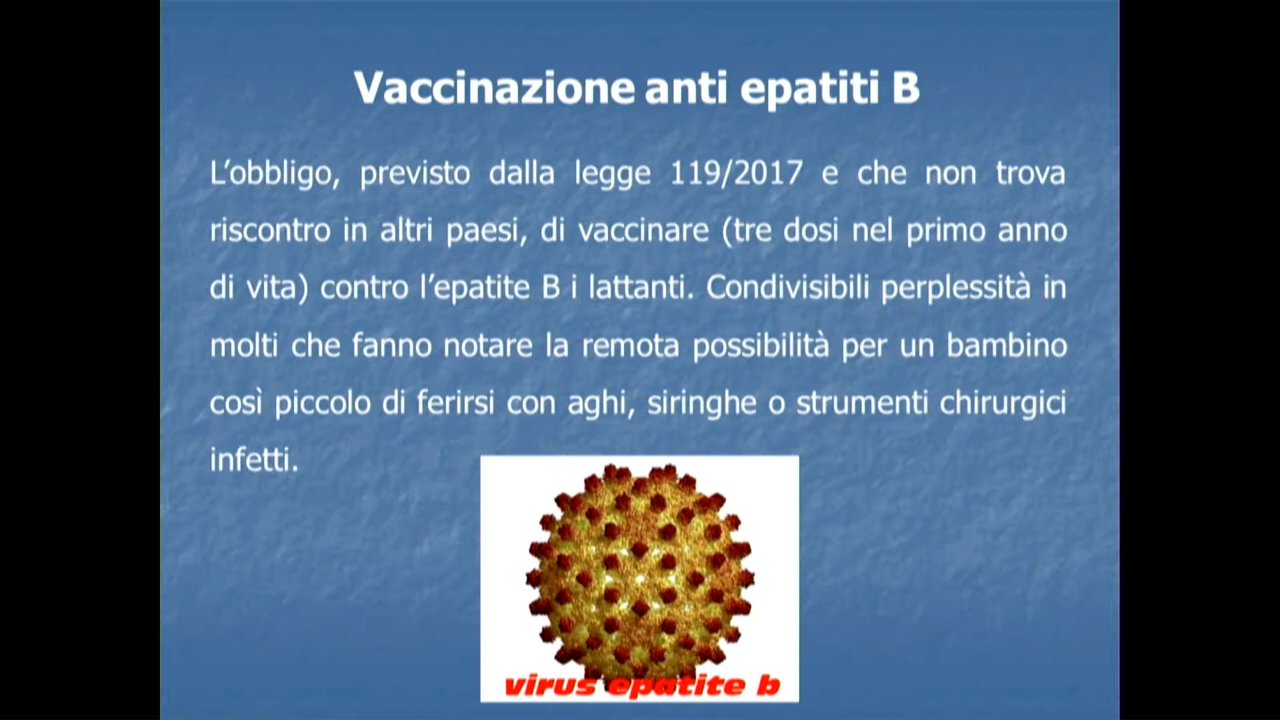 Vaccinazione anti epatiti B
L’obbligo, previsto dalla legge 119/2017 e che non trova
riscontro in altri paesi, di vaccinare (tre dosi nel primo anno
di vita) contro l’epatite B i lattanti. Condivisibili perplessità in
molti che fanno notare la remota possibilità per un bambino
così piccolo di ferirsi con aghi, siringhe o strumenti chirurgici
infetti.
virus epatite b